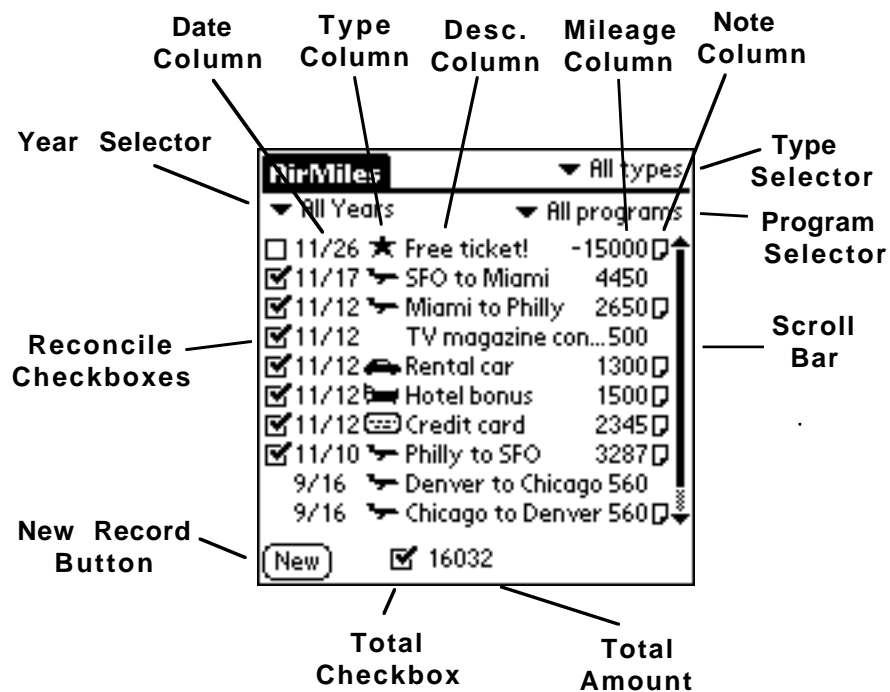 Date Column
Type Column
Desc. Column
Mileage Column
Note Column
Year Selector
Type Selector
Program Selector
Reconcile Checkboxes
Scroll Bar
New Record Button
Total Checkbox
Total Amount
AirMiles
All types
All Years
All programs
11/26 Free ticket! -15000
11/17 SFO to Miami 4450
11/12 Miami to Philly 2650
11/12 TV magazine con...500
11/12 Rental car 1300
11/12 Hotel bonus 1500
11/12 Credit card 2345
11/10 Philly to SFO 3287
9/16 Denver to Chicago 560
9/16 Chicago to Denver 560
New 16032